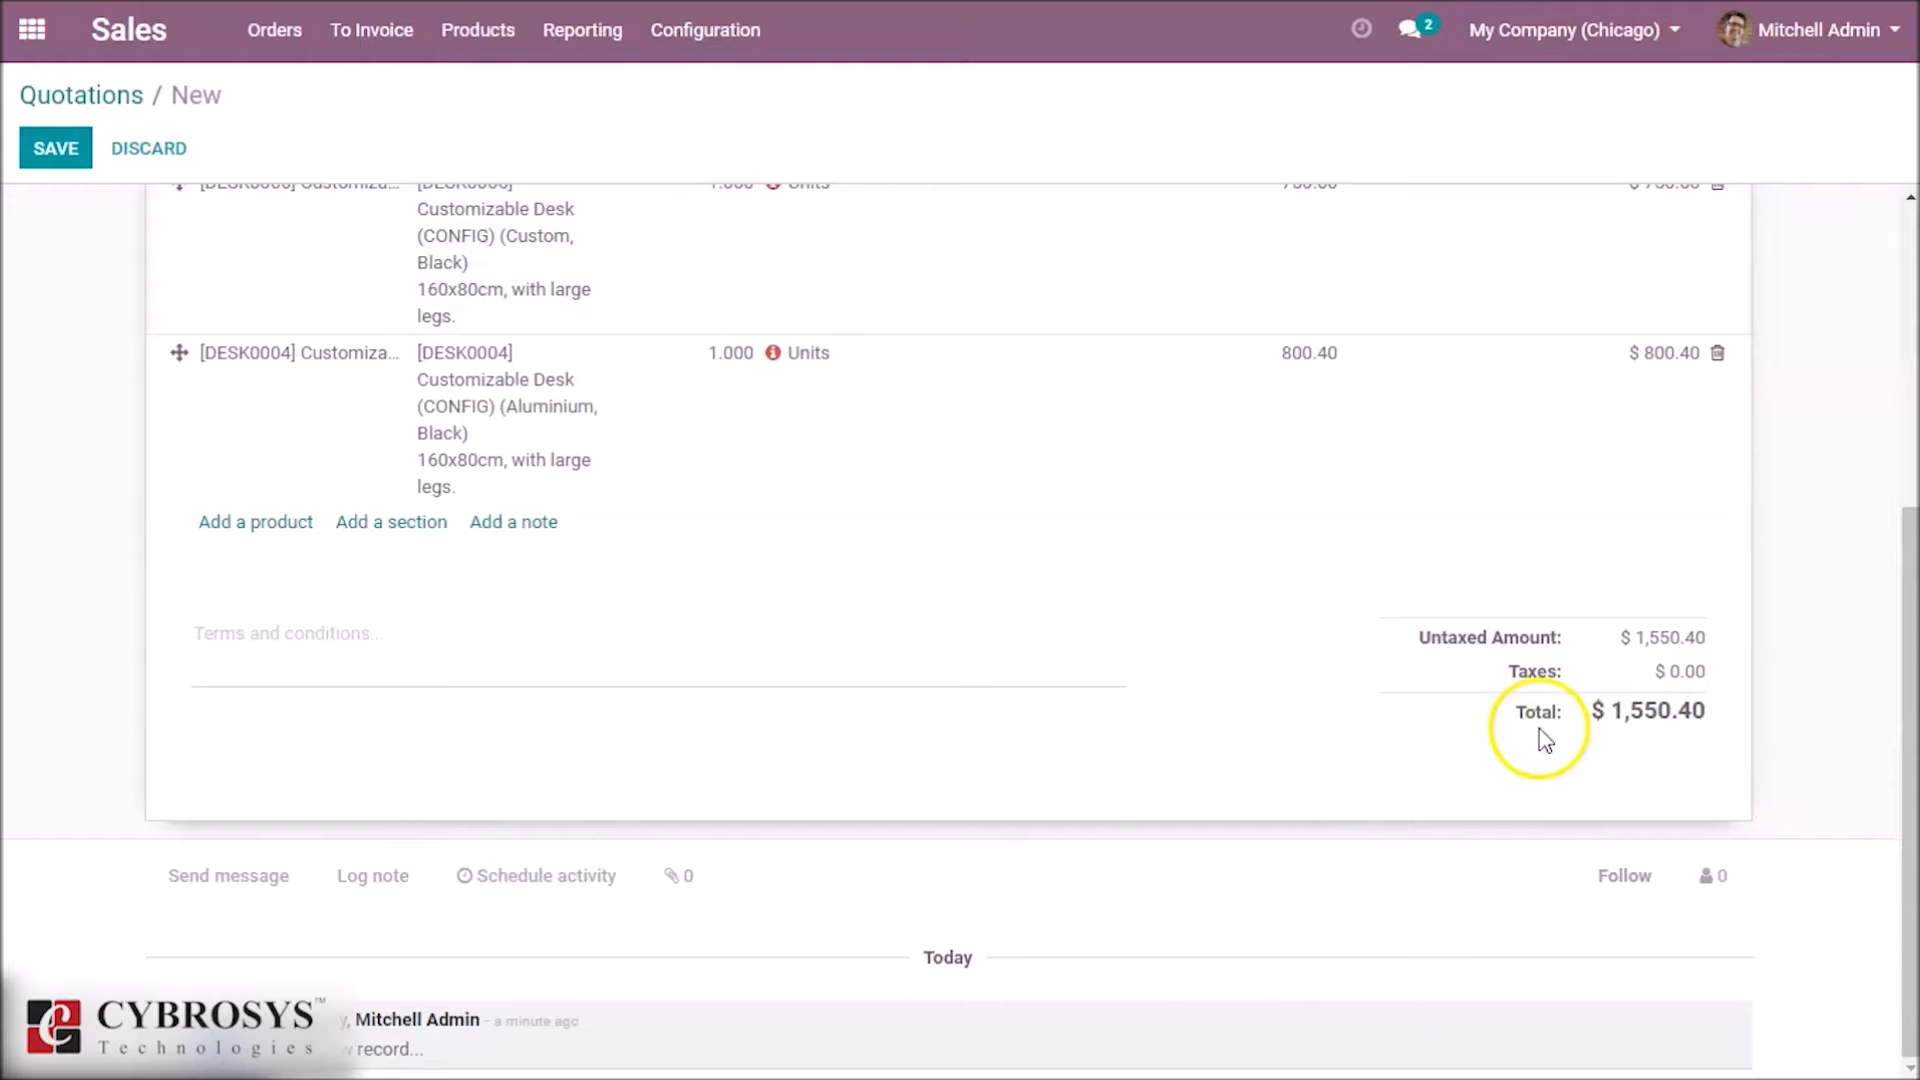 Sales Orders To Invoice Products Reporting Configuration 2 My Company (Chicago) Mitchell Admin
Quotations / New
SAVE DISCARD
Customizable Desk
(CONFIG) (Custom,
Black)
160x80cm, with large
legs.
[DESK0004] Customiza... [DESK0004] 1.000 Units 800.40 $ 800.40
Customizable Desk
(CONFIG) (Aluminium,
Black)
160x80cm, with large
legs.
Add a product Add a section Add a note
Terms and conditions...
Untaxed Amount: $ 1,550.40
Taxes: $ 0.00
Total: $ 1,550.40
Send message Log note Schedule activity 0 Follow 0
Today
CYBROSYS™
Technologies
Mitchell Admin - a minute ago
record...